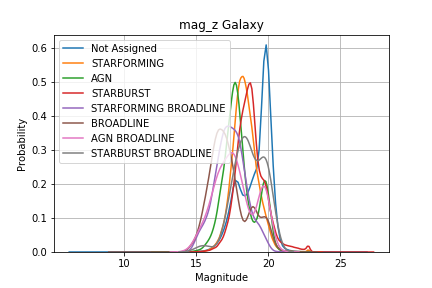 mag_z Galaxy
Probability
0.6
0.5
0.4
0.3
0.2
0.1
0.0
Not Assigned
STARFORMING
AGN
STARBURST
STARFORMING BROADLINE
BROADLINE
AGN BROADLINE
STARBURST BROADLINE
10 15 20 25
Magnitude